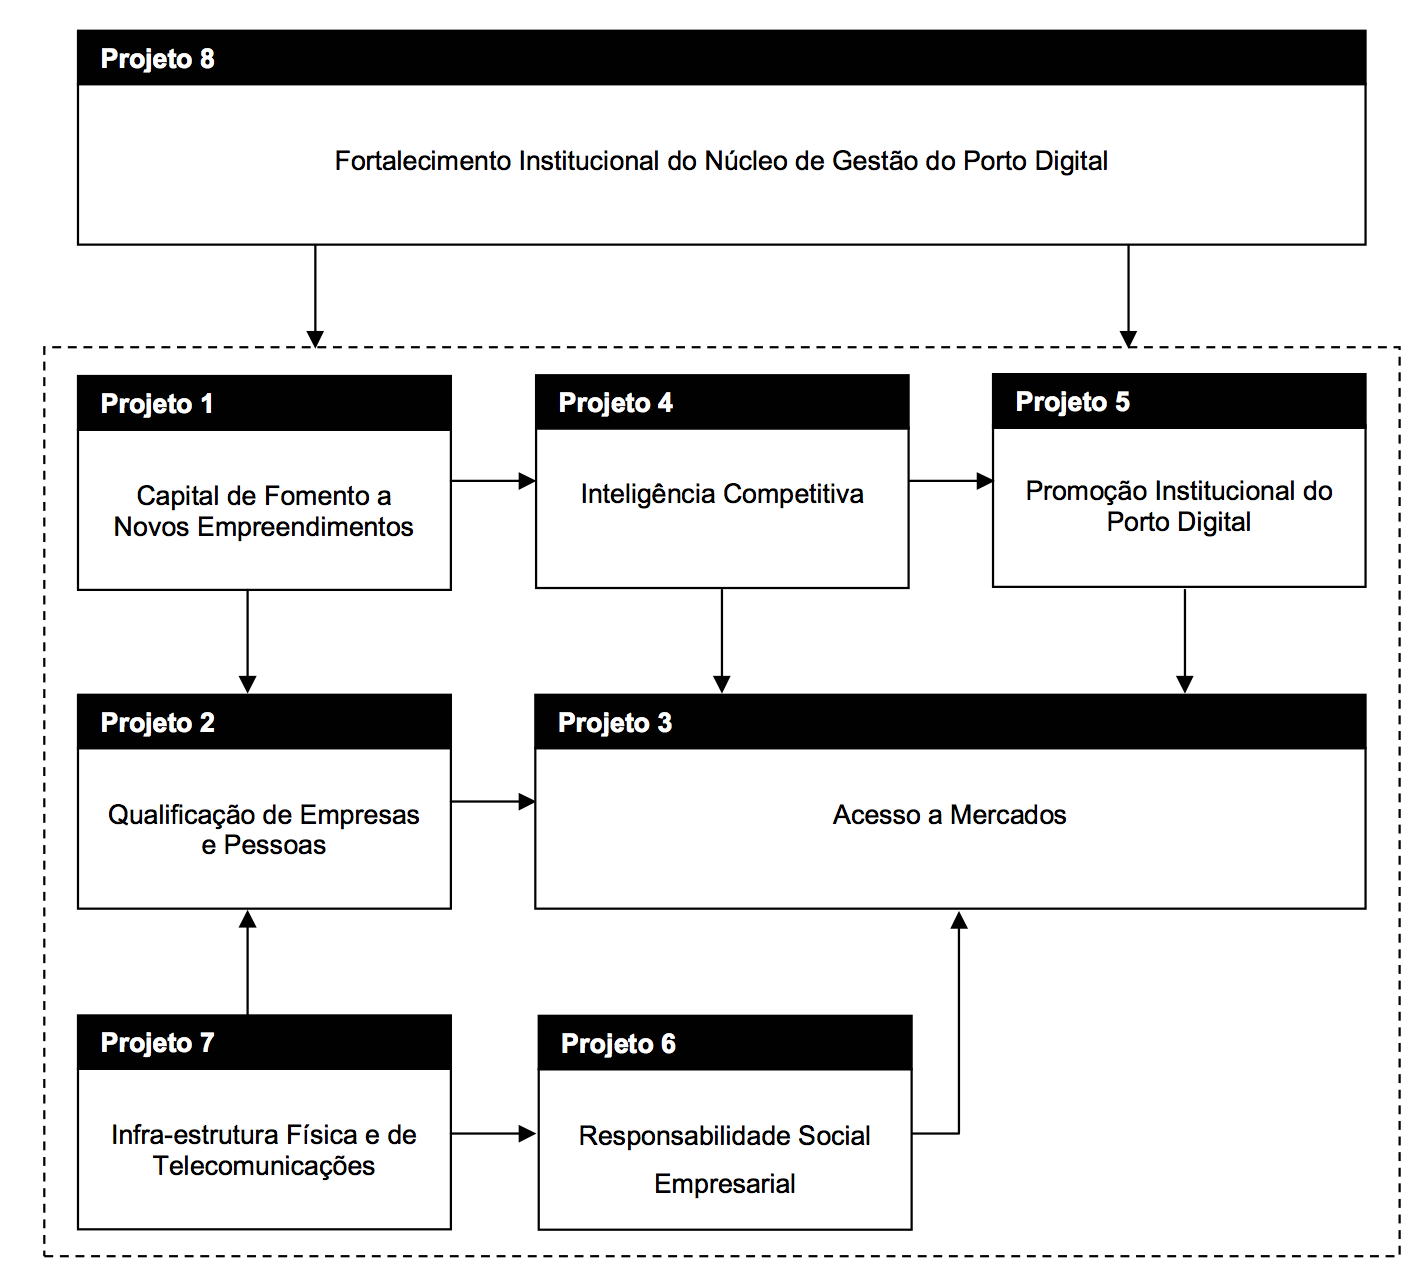 Projeto 8
Fortalecimento Institucional do Núcleo de Gestão do Porto Digital
Projeto 1
Capital de Fomento a
Novos Empreendimentos
Projeto 4
Inteligência Competitiva
Projeto 5
Promoção Institucional do
Porto Digital
Projeto 2
Qualificação de Empresas
e Pessoas
Projeto 3
Acesso a Mercados
Projeto 7
Infra-estrutura Física e de
Telecomunicações
Projeto 6
Responsabilidade Social
Empresarial